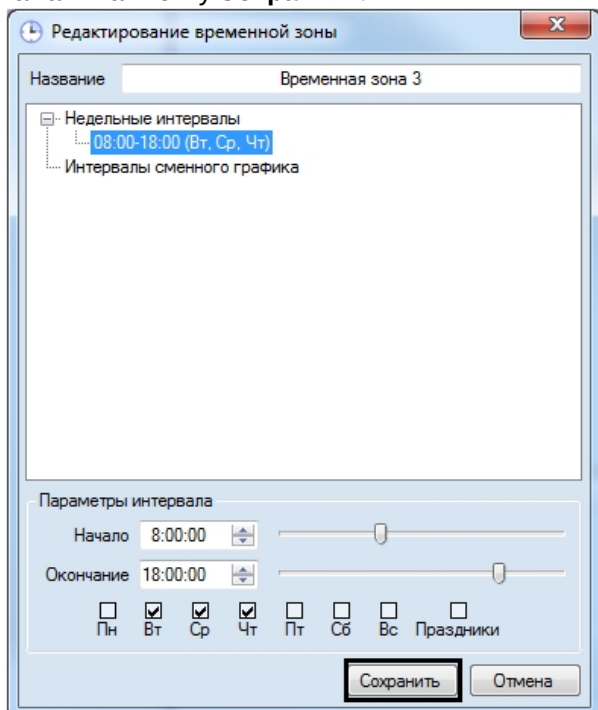 Редактирование временной зоны
Название Временная зона 3
Недельные интервалы
08:00-18:00 (Вт, Ср, Чт)
Интервалы сменного графика
Параметры интервала
Начало 8:00:00
Окончание 18:00:00
Пн Вт Ср Чт Пт Сб Вс Праздники
Сохранить Отмена